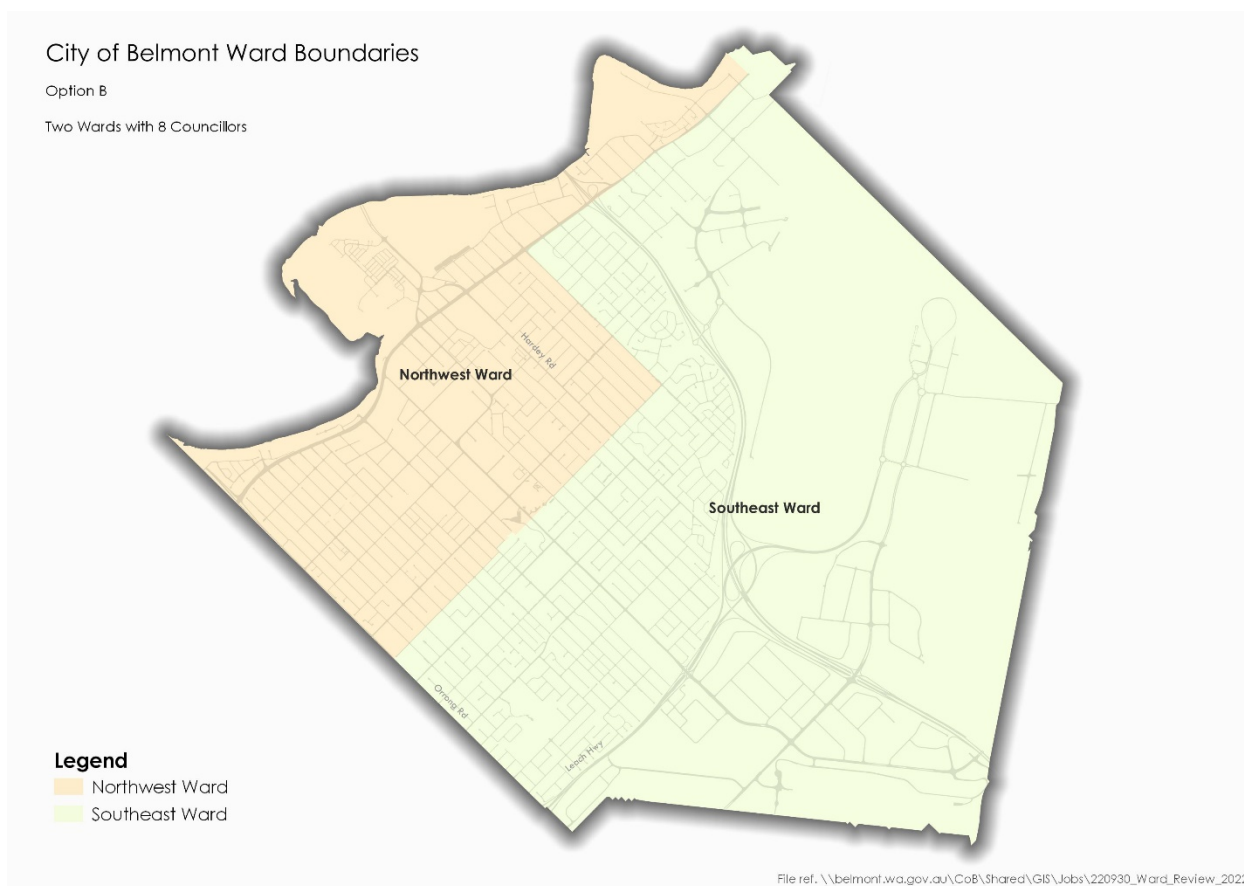 City of Belmont Ward Boundaries
Option B
Two Wards with 8 Councillors
Hardey Rd
Northwest Ward
Southeast Ward
Orrong Rd
Leach Hwy
Legend
Northwest Ward
Southeast Ward
File ref. \\belmont.wa.gov.au\CoB\Shared\GIS\Jobs\220930_Ward_Review_2022